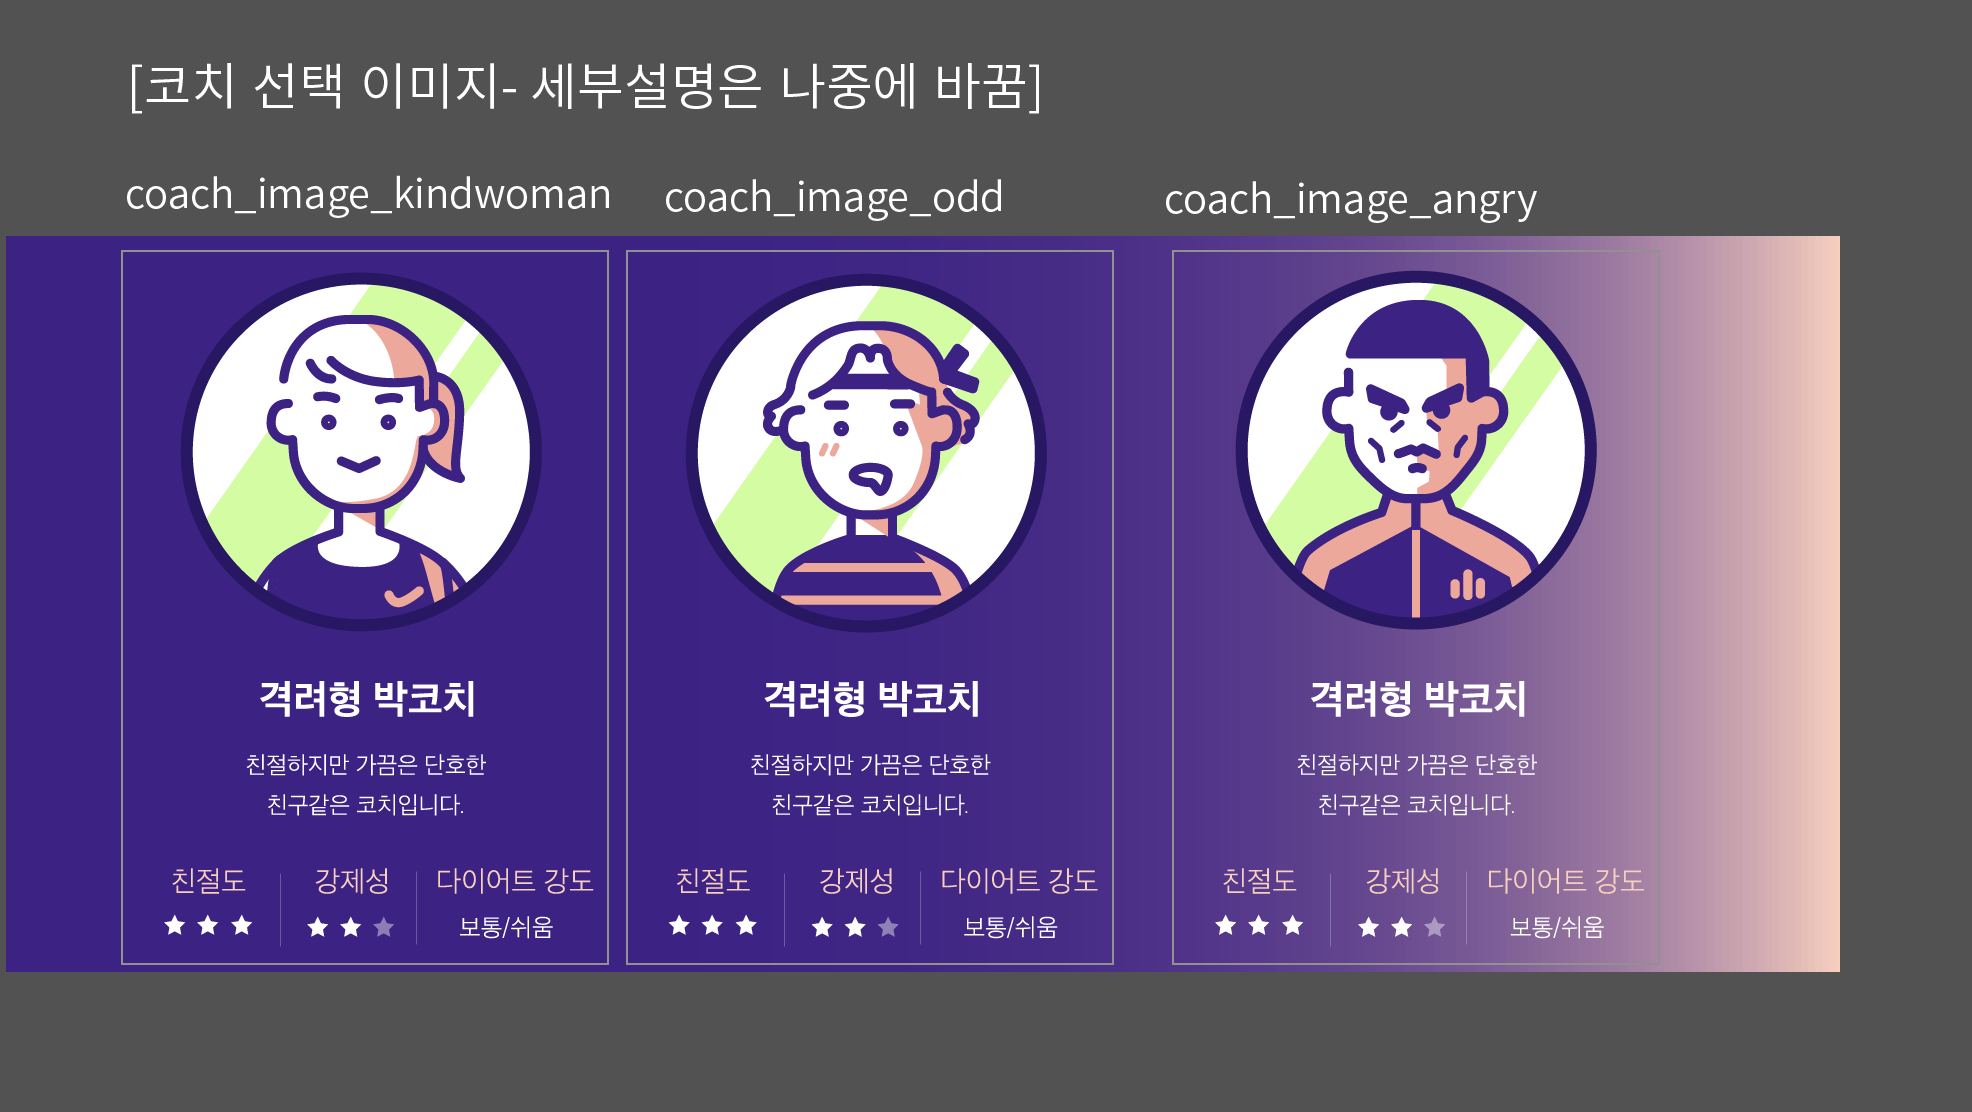 [코치 선택 이미지- 세부설명은 나중에 바꿈]
coach_image_kindwoman
coach_image_odd
coach_image_angry
격려형 박코치
친절하지만 가끔은 단호한
친구같은 코치입니다.
친절도
강제성
다이어트 강도
보통/쉬움
격려형 박코치
친절하지만 가끔은 단호한
친구같은 코치입니다.
친절도
강제성
다이어트 강도
보통/쉬움
격려형 박코치
친절하지만 가끔은 단호한
친구같은 코치입니다.
친절도
강제성
다이어트 강도
보통/쉬움